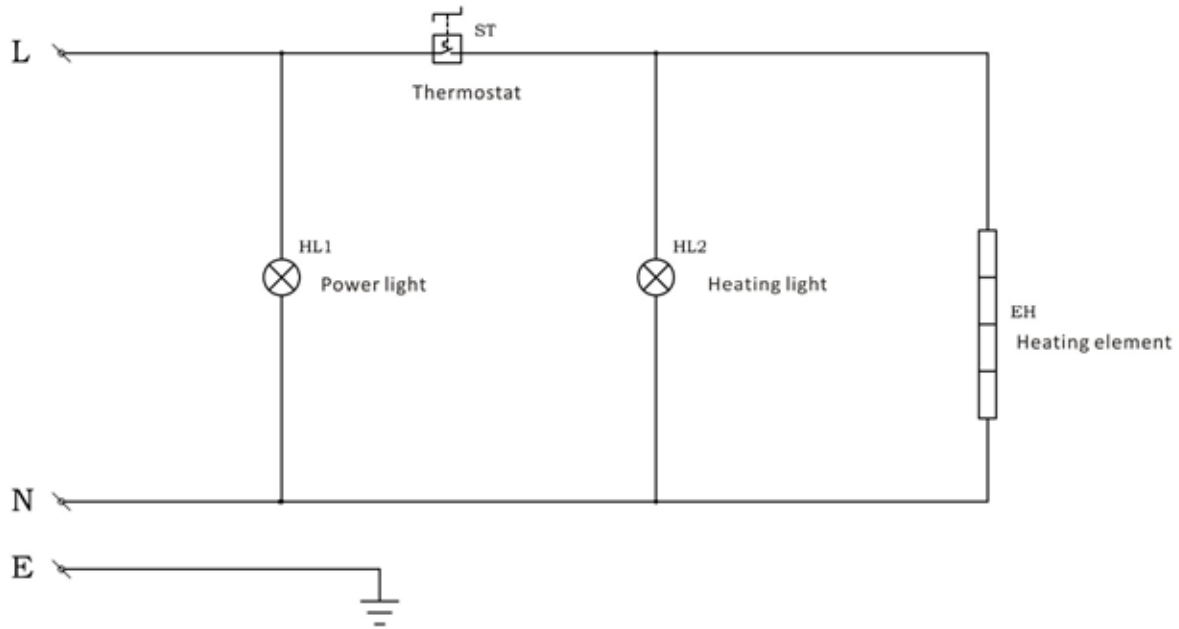 L
ST
Thermostat
HL1
Power light
HL2
Heating light
EH
Heating element
N
E